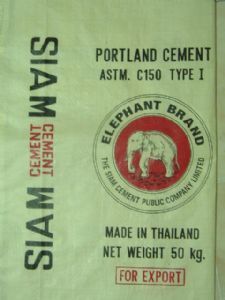 SIAM
CEMENT
CEMENT
SIAM
PORTLAND CEMENT
ASTM. C150 TYPE I
ELEPHANT BRAND
THE SIAM CEMENT PUBLIC COMPANY LIMITED
MADE IN THAILAND
NET WEIGHT 50 kg.
FOR EXPORT